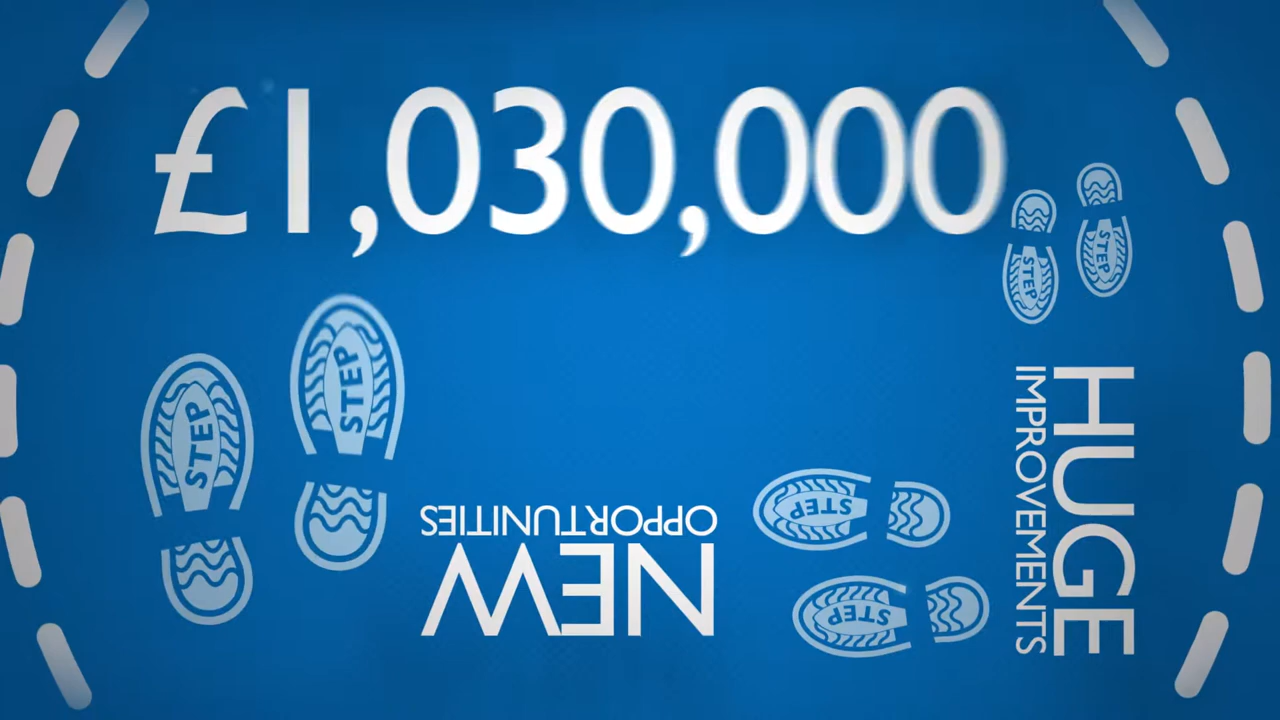 £1,030,000
STEP
STEP
STEP
STEP
HUGE
IMPROVEMENTS
STEP
STEP
NEW
OPPORTUNITIES